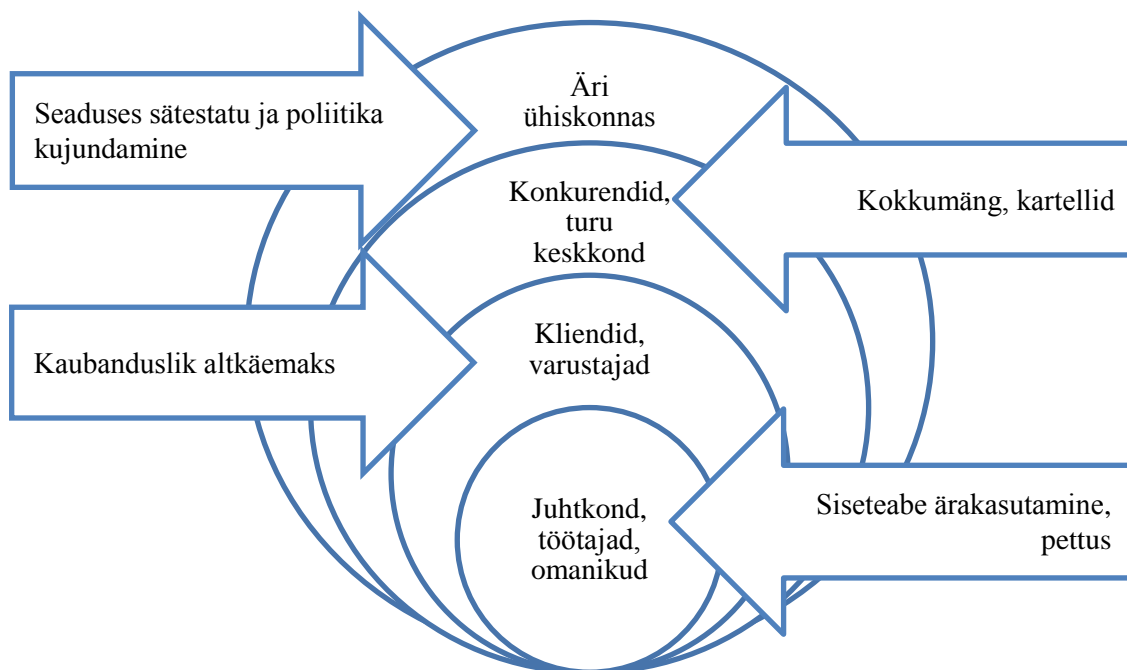 Äri
ühiskonnas
Seaduses sätestatu ja poliitika
kujundamine
Konkurendid,
turu
keskkond
Kokkumäng, kartellid
Kliendid,
varustajad
Kaubanduslik altkäemaks
Juhtkond,
töötajad,
omanikud
Siseteabe ärakasutamine,
pettus